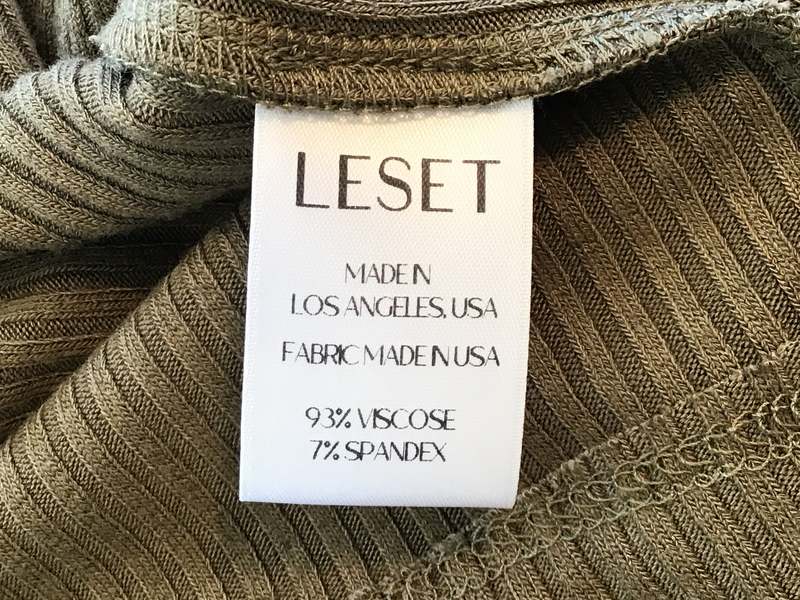 LESET
MADE IN
LOS ANGELES, USA
FABRIC MADE IN USA
93% VISCOSE
7% SPANDEX